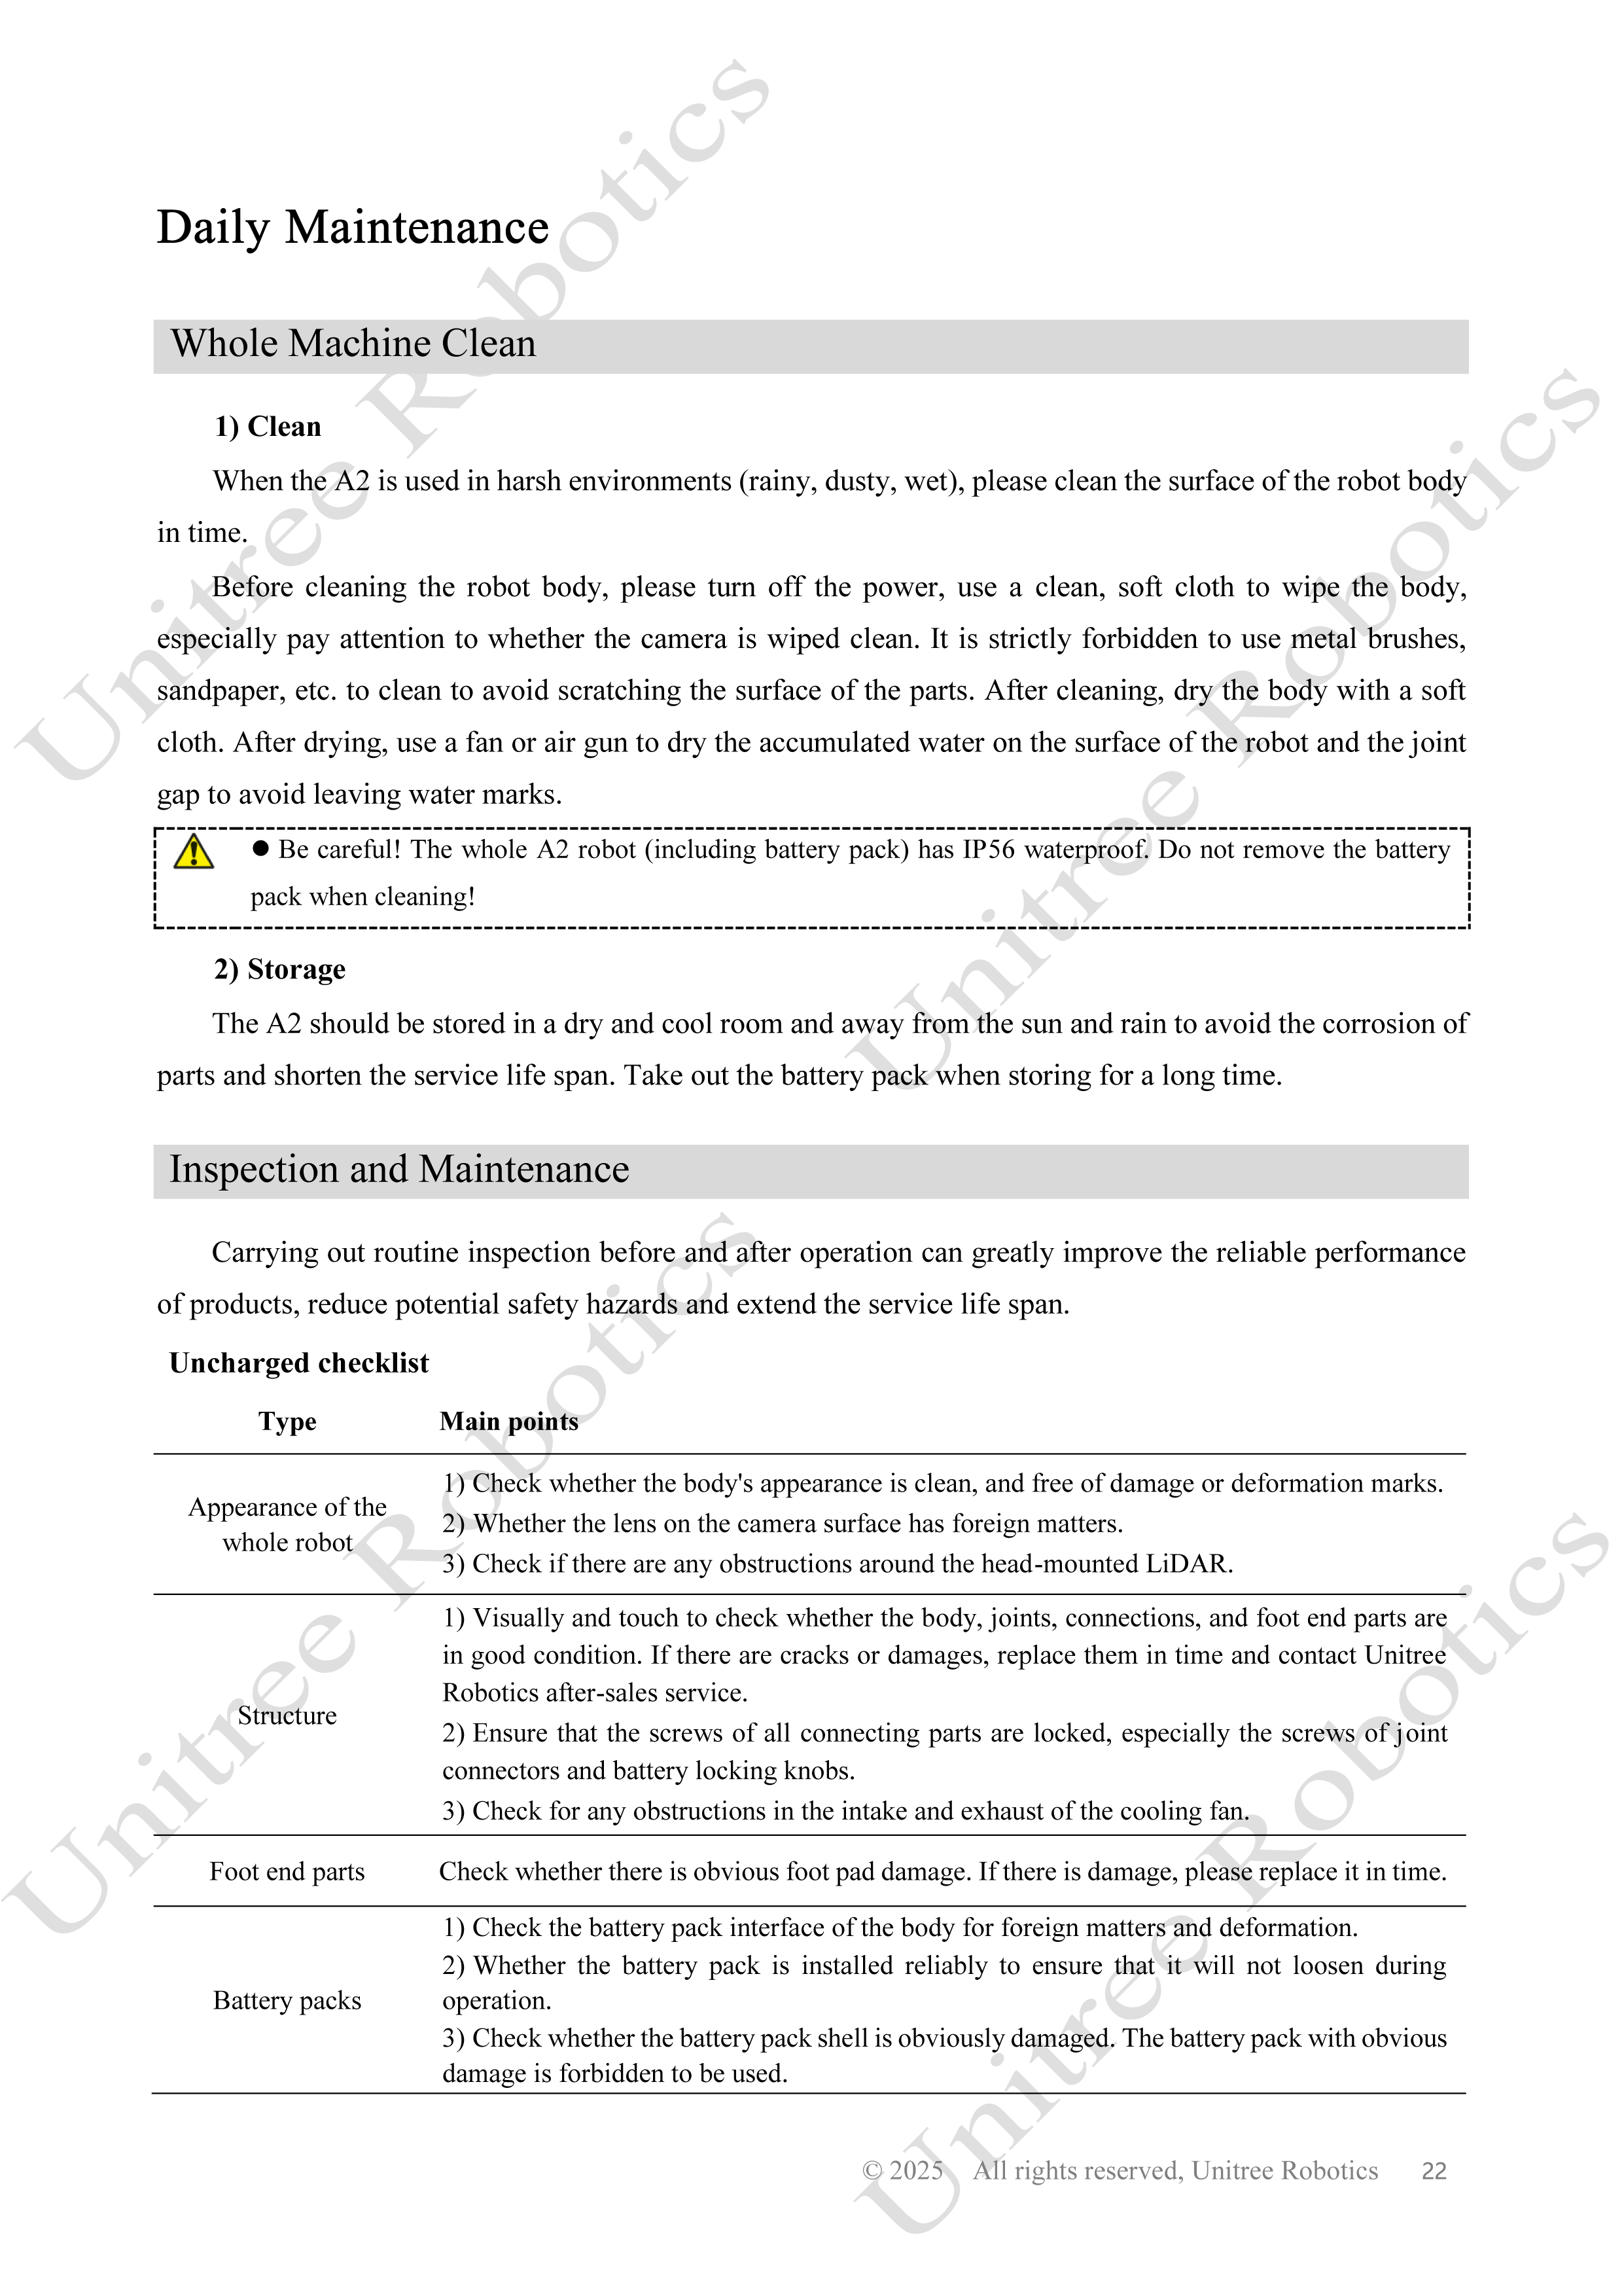 Daily Maintenance
Whole Machine Clean
1) Clean
When the A2 is used in harsh environments (rainy, dusty, wet), please clean the surface of the robot body
in time.
Before cleaning the robot body, please turn off the power, use a clean, soft cloth to wipe the body,
especially pay attention to whether the camera is wiped clean. It is strictly forbidden to use metal brushes,
sandpaper, etc. to clean to avoid scratching the surface of the parts. After cleaning, dry the body with a soft
cloth. After drying, use a fan or air gun to dry the accumulated water on the surface of the robot and the joint
gap to avoid leaving water marks.
● Be careful! The whole A2 robot (including battery pack) has IP56 waterproof. Do not remove the battery
pack when cleaning!
2) Storage
The A2 should be stored in a dry and cool room and away from the sun and rain to avoid the corrosion of
parts and shorten the service life span. Take out the battery pack when storing for a long time.
Inspection and Maintenance
Carrying out routine inspection before and after operation can greatly improve the reliable performance
of products, reduce potential safety hazards and extend the service life span.
Uncharged checklist
Type Main points
Appearance of the
whole robot
1) Check whether the body's appearance is clean, and free of damage or deformation marks.
2) Whether the lens on the camera surface has foreign matters.
3) Check if there are any obstructions around the head-mounted LiDAR.
Structure
1) Visually and touch to check whether the body, joints, connections, and foot end parts are
in good condition. If there are cracks or damages, replace them in time and contact Unitree
Robotics after-sales service.
2) Ensure that the screws of all connecting parts are locked, especially the screws of joint
connectors and battery locking knobs.
3) Check for any obstructions in the intake and exhaust of the cooling fan.
Foot end parts Check whether there is obvious foot pad damage. If there is damage, please replace it in time.
Battery packs
1) Check the battery pack interface of the body for foreign matters and deformation.
2) Whether the battery pack is installed reliably to ensure that it will not loosen during
operation.
3) Check whether the battery pack shell is obviously damaged. The battery pack with obvious
damage is forbidden to be used.
© 2025 All rights reserved, Unitree Robotics 22
Unitree Robotics
Unitree Robotics
Unitree Robotics
Unitree Robotics